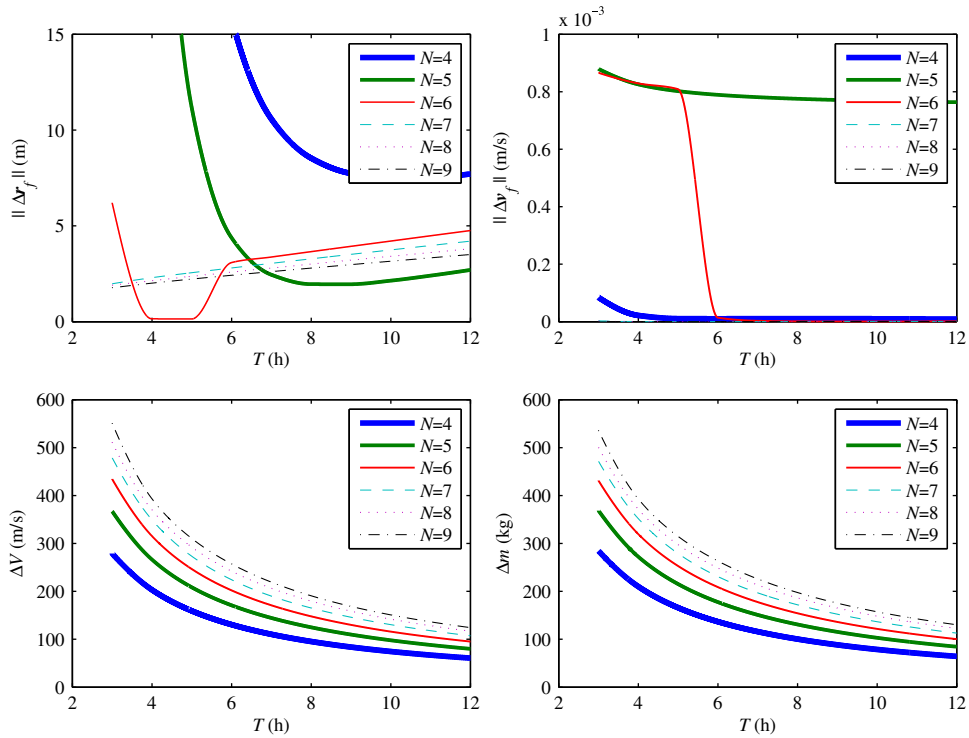 15
10
5
0
2
4
6
8
10
12
T (h)
|| Δr_f || (m)
N=4
N=5
N=6
N=7
N=8
N=9
x 10^-3
1
0.8
0.6
0.4
0.2
0
2
4
6
8
10
12
T (h)
|| Δv_f || (m/s)
N=4
N=5
N=6
N=7
N=8
N=9
600
500
400
300
200
100
0
2
4
6
8
10
12
T (h)
ΔV (m/s)
N=4
N=5
N=6
N=7
N=8
N=9
600
500
400
300
200
100
0
2
4
6
8
10
12
T (h)
Δm (kg)
N=4
N=5
N=6
N=7
N=8
N=9